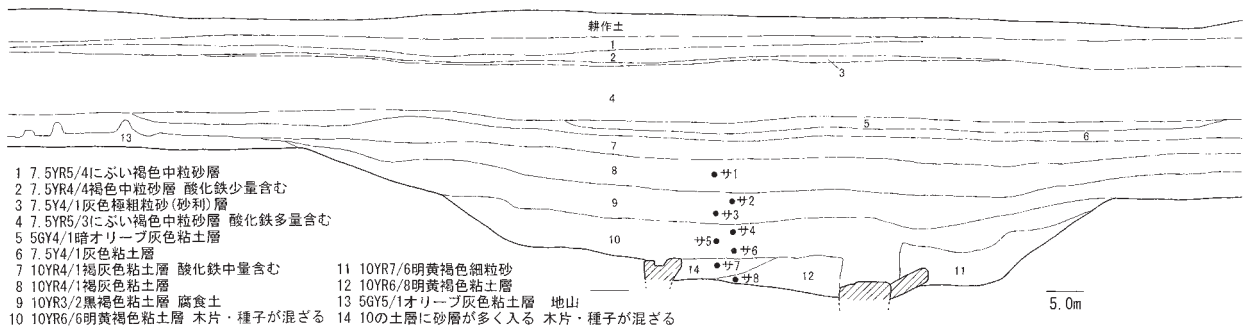 耕作土
1
2
3
4
5
6
13
7
8
サ1
サ2
9
サ3
サ4
10
サ5
サ6
14
サ7
12
サ8
11
1 7.5YR5/4にぶい褐色中粒砂層
2 7.5YR4/4褐色中粒砂層 酸化鉄少量含む
3 7.5Y4/1灰色極粗粒砂(砂利)層
4 7.5YR5/3にぶい褐色中粒砂層 酸化鉄多量含む
5 5GY4/1暗オリーブ灰色粘土層
6 7.5Y4/1灰色粘土層
7 10YR4/1褐灰色粘土層 酸化鉄中量含む
8 10YR4/1褐灰色粘土層
9 10YR3/2黒褐色粘土層 腐食土
10 10YR6/6明黄褐色粘土層 木片・種子が混ざる
11 10YR7/6明黄褐色細粒砂
12 10YR6/8明黄褐色粘土層
13 5GY5/1オリーブ灰色粘土層 地山
14 10の土層に砂層が多く入る 木片・種子が混ざる
5.0m